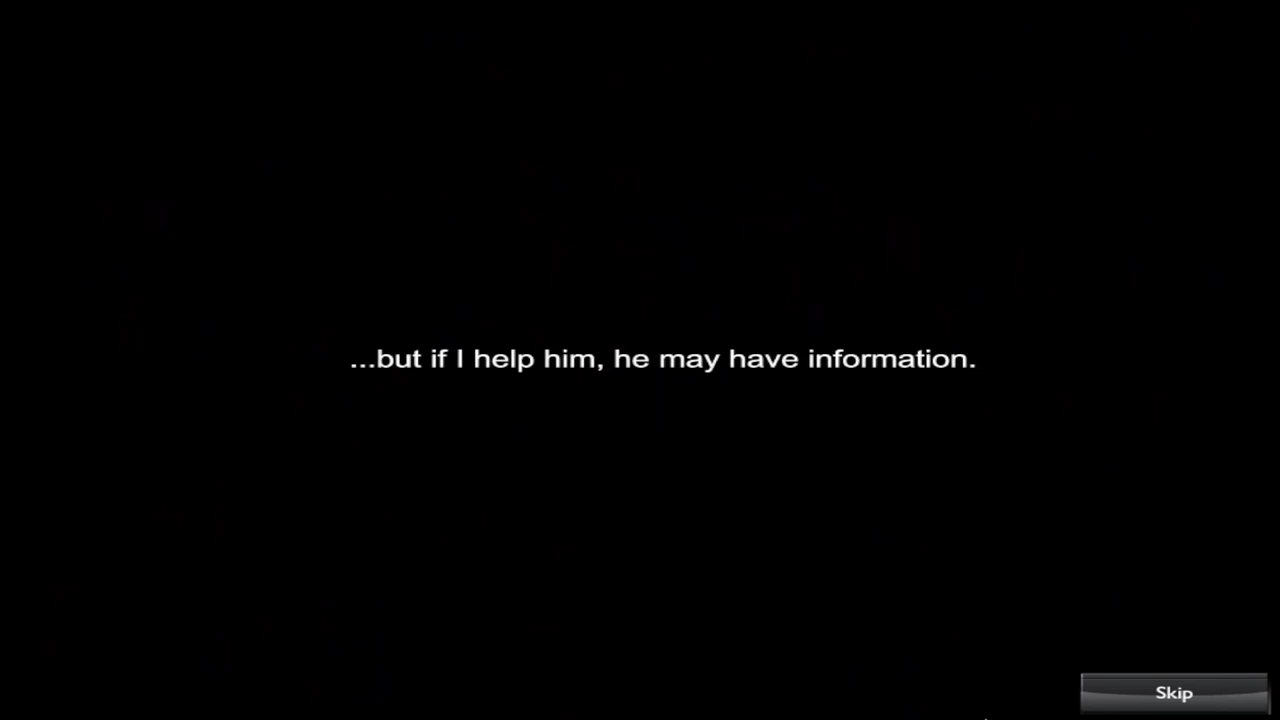 ...but if I help him, he may have information.
Skip